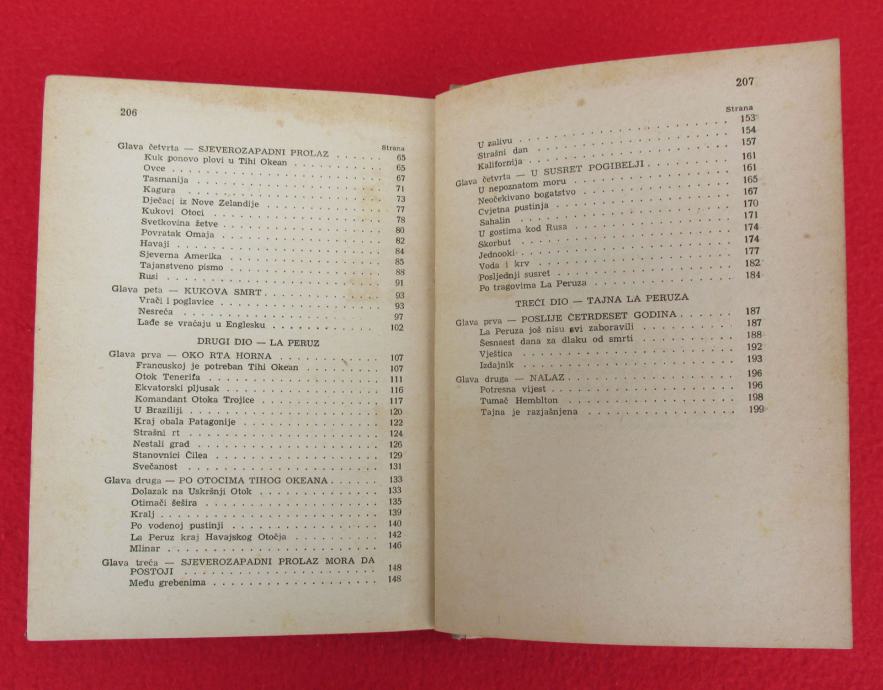 206
Strana
Glava četvrta — SJEVEROZAPADNI PROLAZ . . . . . . 65
Kuk ponovo plovi u Tihi Okean . . . . . . . . 65
Ovce . . . . . . . . . . . . . . . . . . 67
Tasmanija . . . . . . . . . . . . . . . . 71
Kagura . . . . . . . . . . . . . . . . . 73
Dječaci iz Nove Zelandije . . . . . . . . . . 77
Kukovi Otoci . . . . . . . . . . . . . . . 78
Svetkovina žetve . . . . . . . . . . . . . . 80
Povratak Omaja . . . . . . . . . . . . . . 82
Havaji . . . . . . . . . . . . . . . . . . 84
Sjeverna Amerika . . . . . . . . . . . . . 85
Tajanstveno pismo . . . . . . . . . . . . . 88
Rusi . . . . . . . . . . . . . . . . . . . 91
Glava peta — KUKOVA SMRT . . . . . . . . . . . 93
Vrači i poglavice . . . . . . . . . . . . . . 93
Nesreća . . . . . . . . . . . . . . . . . 97
Lađe se vraćaju u Englesku . . . . . . . . . . 102
DRUGI DIO — LA PERUZ
Glava prva — OKO RTA HORNA . . . . . . . . . . 107
Francuskoj je potreban Tihi Okean . . . . . . . 107
Otok Tenerifa . . . . . . . . . . . . . . . 111
Ekvatorski pljusak . . . . . . . . . . . . . 116
Komandant Otoka Trojice . . . . . . . . . . . 117
U Braziliji . . . . . . . . . . . . . . . . 120
Kraj obala Patagonije . . . . . . . . . . . . 122
Strašni rt . . . . . . . . . . . . . . . . . 124
Nestali grad . . . . . . . . . . . . . . . . 126
Stanovnici Čilea . . . . . . . . . . . . . . 129
Svečanost . . . . . . . . . . . . . . . . . 131
Glava druga — PO OTOCIMA TIHOG OKEANA . . . . . . 133
Dolazak na Uskršnji Otok . . . . . . . . . . . 133
Otimači šešira . . . . . . . . . . . . . . . 135
Kralj . . . . . . . . . . . . . . . . . . . 139
Po vodenoj pustinji . . . . . . . . . . . . . 140
La Peruz kraj Havajskog Otočja . . . . . . . . 142
Mlinar . . . . . . . . . . . . . . . . . . 146
Glava treća — SJEVEROZAPADNI PROLAZ MORA DA
POSTOJI . . . . . . . . . . . . . . . . . . 148
Među grebenima . . . . . . . . . . . . . . . 148
207
Strana
U zalivu . . . . . . . . . . . . . . . . . 153
Strašni dan . . . . . . . . . . . . . . . . 154
Kalifornija . . . . . . . . . . . . . . . . 157
Glava četvrta — U SUSRET POGIBELJI . . . . . . . 161
U nepoznatom moru . . . . . . . . . . . . . 161
Neočekivano bogatstvo . . . . . . . . . . . . 165
Cvjetna pustinja . . . . . . . . . . . . . . 167
Sahalin . . . . . . . . . . . . . . . . . . 170
U gostima kod Rusa . . . . . . . . . . . . . 171
Skorbut . . . . . . . . . . . . . . . . . . 174
Jednooki . . . . . . . . . . . . . . . . . 174
Voda i krv . . . . . . . . . . . . . . . . 177
Posljednji susret . . . . . . . . . . . . . . 182
Po tragovima La Peruza . . . . . . . . . . . 184
TREĆI DIO — TAJNA LA PERUZA
Glava prva — POSLIJE ČETRDESET GODINA . . . . . . 187
La Peruza još nisu svi zaboravili . . . . . . . . 187
Šesnaest dana za dlaku od smrti . . . . . . . . 188
Vještica . . . . . . . . . . . . . . . . . . 192
Izdajnik . . . . . . . . . . . . . . . . . . 193
Glava druga — NALAZ . . . . . . . . . . . . . 196
Potresna vijest . . . . . . . . . . . . . . . 196
Tumač Hemblton . . . . . . . . . . . . . . . 198
Tajna je razjašnjena . . . . . . . . . . . . . 199